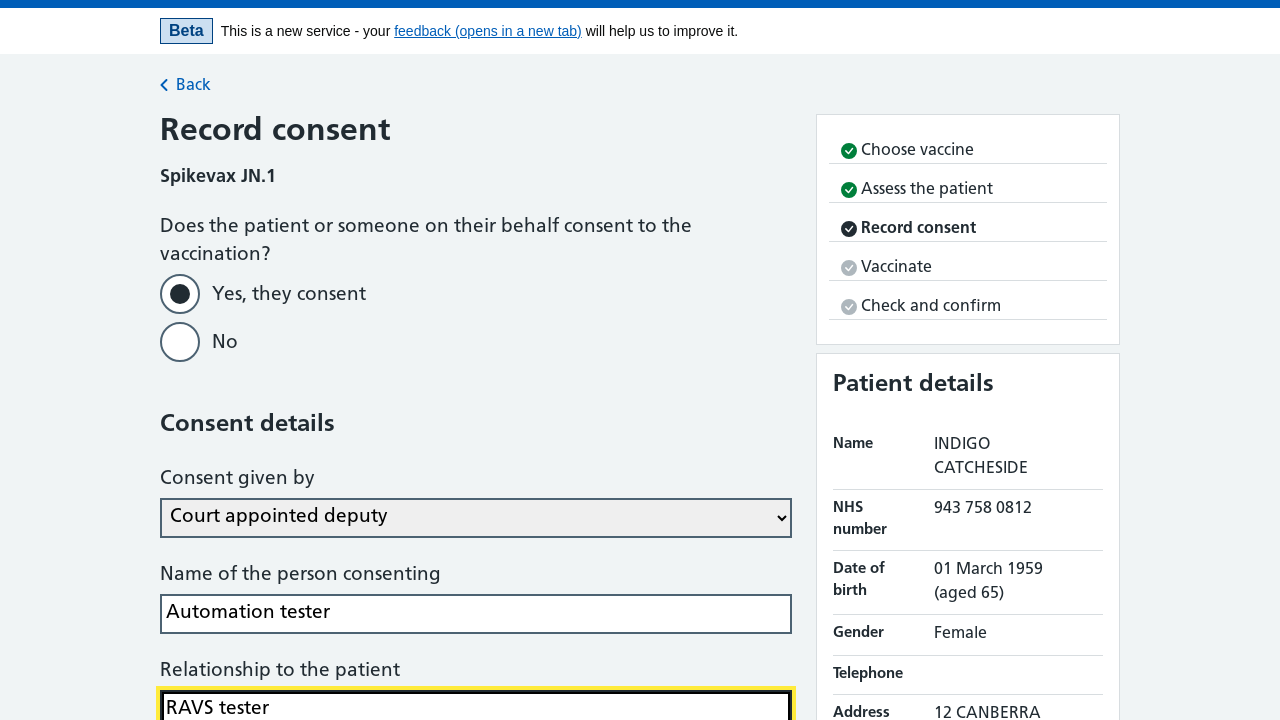 Beta This is a new service - your feedback (opens in a new tab) will help us to improve it.
Back
Record consent
Spikevax JN.1
Does the patient or someone on their behalf consent to the
vaccination?
Yes, they consent
No
Consent details
Consent given by
Court appointed deputy
Name of the person consenting
Automation tester
Relationship to the patient
RAVS tester
Choose vaccine
Assess the patient
Record consent
Vaccinate
Check and confirm
Patient details
Name INDIGO
CATCHESIDE
NHS 943 758 0812
number
Date of 01 March 1959
birth (aged 65)
Gender Female
Telephone
Address 12 CANBERRA